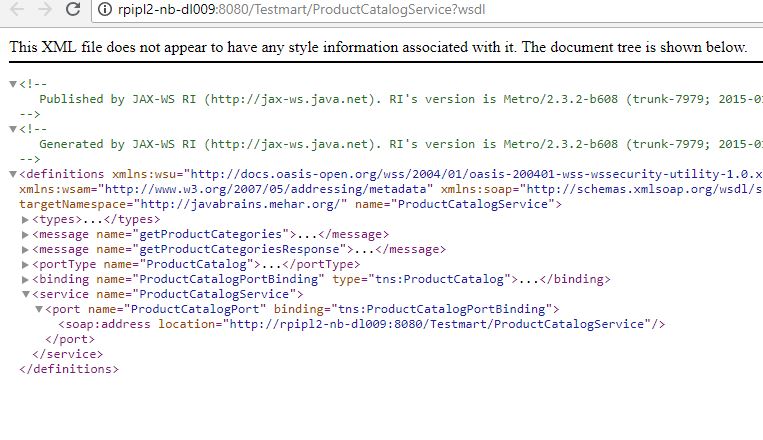 rpipl2-nb-dl009:8080/Testmart/ProductCatalogService?wsdl
This XML file does not appear to have any style information associated with it. The document tree is shown below.
<!--
Published by JAX-WS RI (http://jax-ws.java.net). RI's version is Metro/2.3.2-b608 (trunk-7979; 2015-01
-->
<!--
Generated by JAX-WS RI (http://jax-ws.java.net). RI's version is Metro/2.3.2-b608 (trunk-7979; 2015-01
-->
<definitions xmlns:wsu="http://docs.oasis-open.org/wss/2004/01/oasis-200401-wss-wssecurity-utility-1.0.x
xmlns:wsam="http://www.w3.org/2007/05/addressing/metadata" xmlns:soap="http://schemas.xmlsoap.org/wsdl/s
targetNamespace="http://javabrains.mehar.org/" name="ProductCatalogService">
<types>...</types>
<message name="getProductCategories">...</message>
<message name="getProductCategoriesResponse">...</message>
<portType name="ProductCatalog">...</portType>
<binding name="ProductCatalogPortBinding" type="tns:ProductCatalog">...</binding>
<service name="ProductCatalogService">
<port name="ProductCatalogPort" binding="tns:ProductCatalogPortBinding">
<soap:address location="http://rpipl2-nb-dl009:8080/Testmart/ProductCatalogService"/>
</port>
</service>
</definitions>